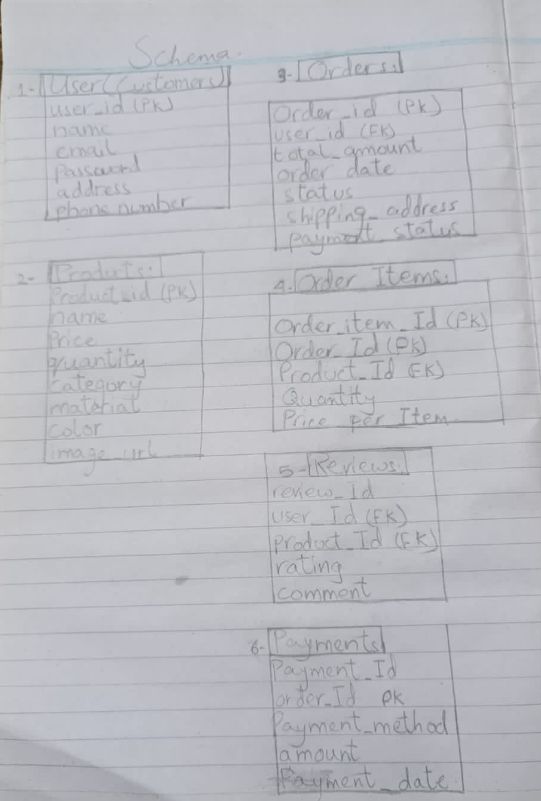 Schema.
1- User (Customers)
user_id (PK)
name
email
Password
address
phone number
2- Products:
Product_id (PK)
name
Price
quantity
category
material
color
image_url
3- Orders:
Order_id (PK)
user_id (FK)
total_amount
order date
status
shipping_address
payment_status
4. Order Items:
Order_item_Id (PK)
Order_Id (PK)
Product_Id FK)
Quantity
Price per Item
5- Reviews:
review_Id
User_Id (FK)
Product_Id (FK)
rating
comment
6- Payments
Payment_Id
order_Id PK
Payment_method
amount
Payment_date